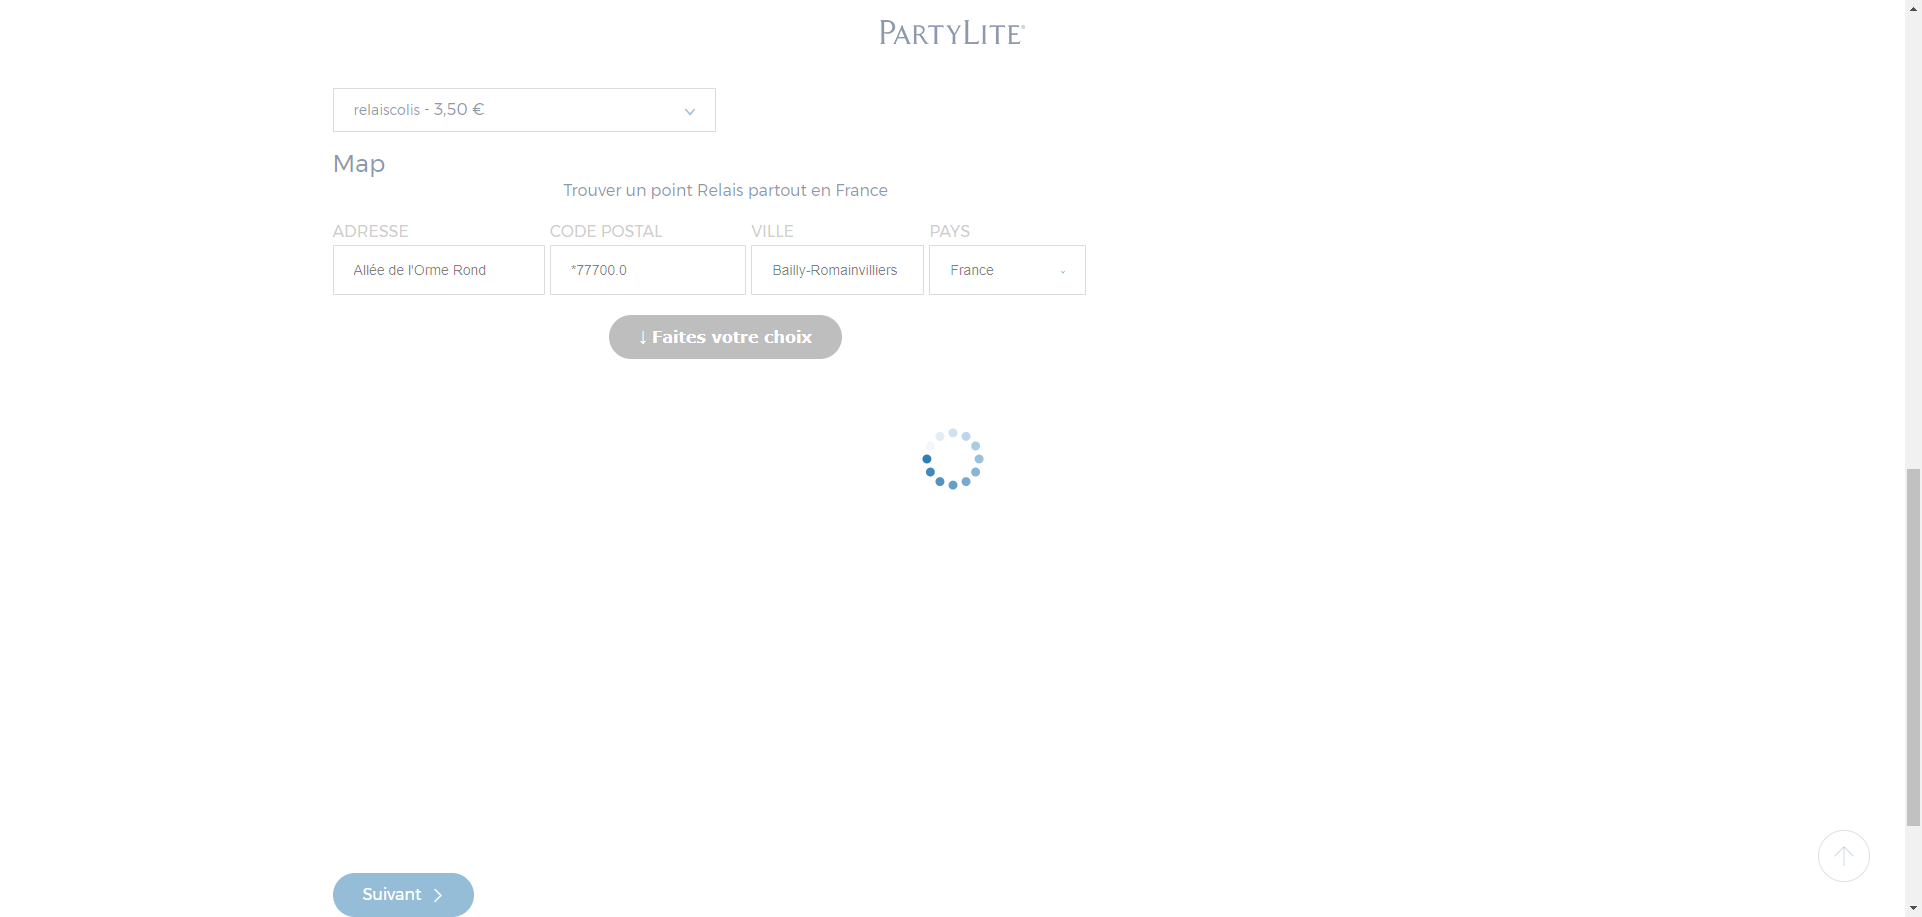 PARTYLITE®
relaiscolis - 3,50 €
Map
Trouver un point Relais partout en France
ADRESSE CODE POSTAL VILLE PAYS
Allée de l'Orme Rond *77700.0 Bailly-Romainvilliers France
↓ Faites votre choix
Suivant